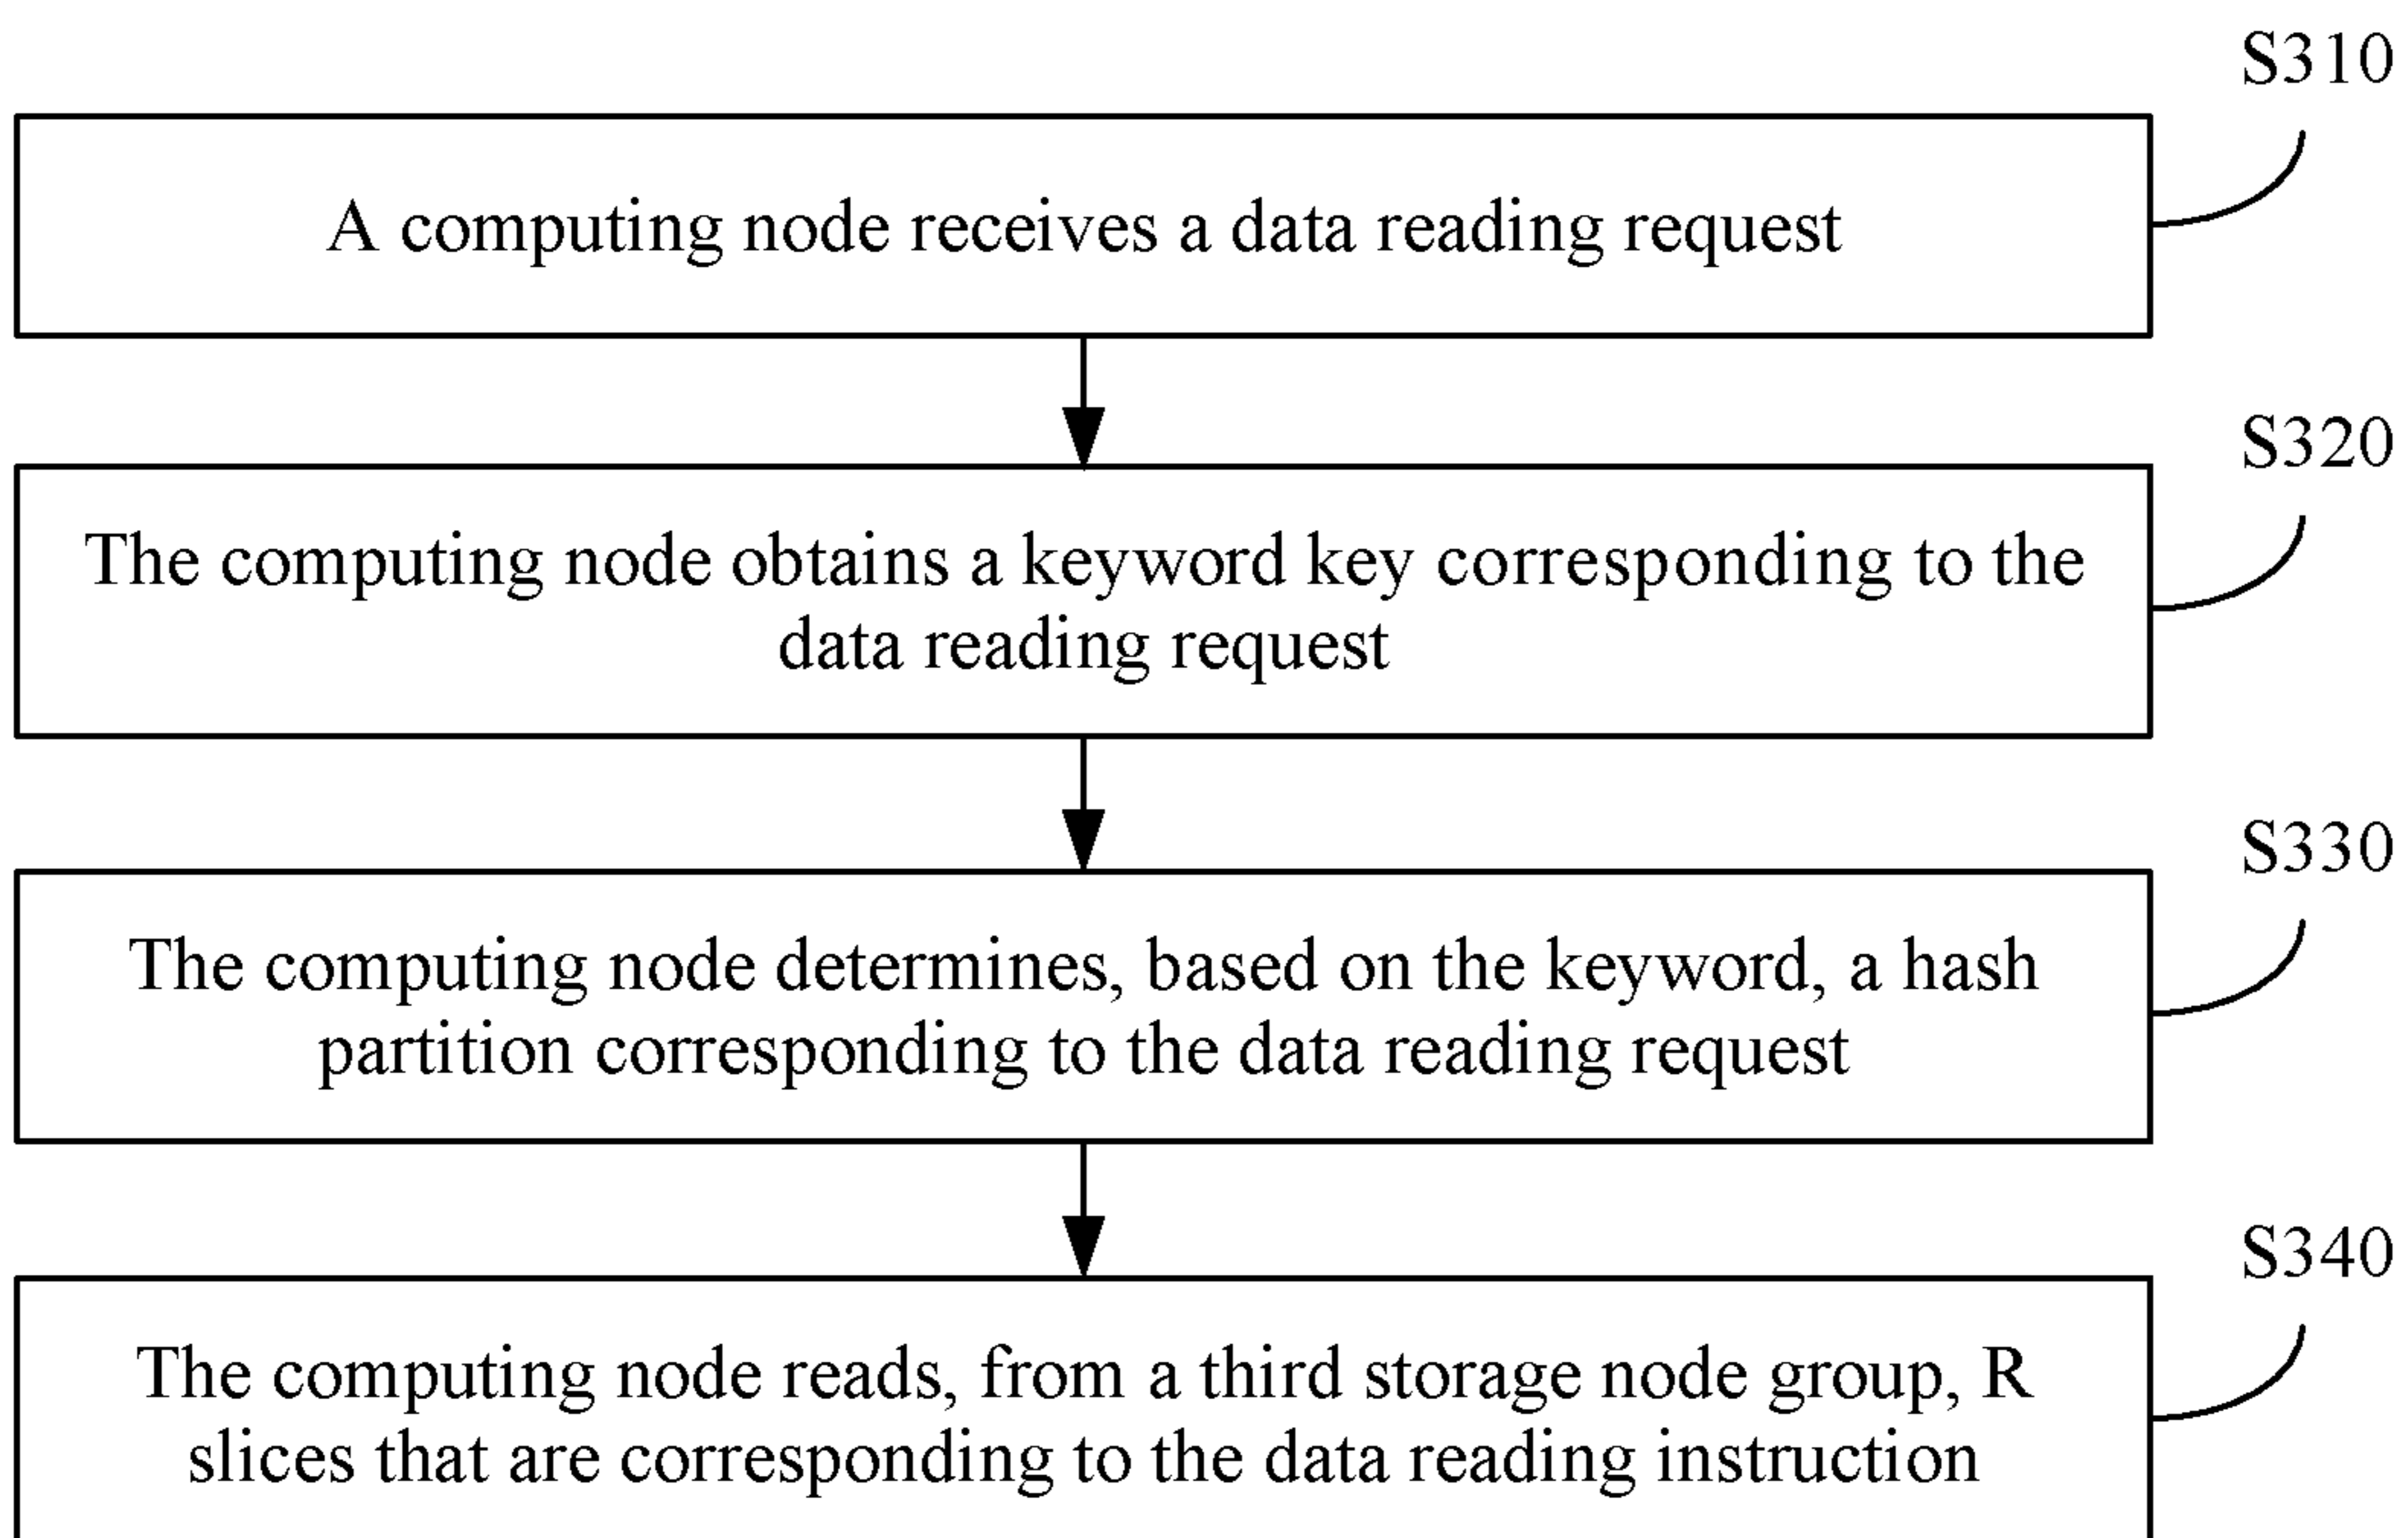 S310
A computing node receives a data reading request
S320
The computing node obtains a keyword key corresponding to the
data reading request
S330
The computing node determines, based on the keyword, a hash
partition corresponding to the data reading request
S340
The computing node reads, from a third storage node group, R
slices that are corresponding to the data reading instruction